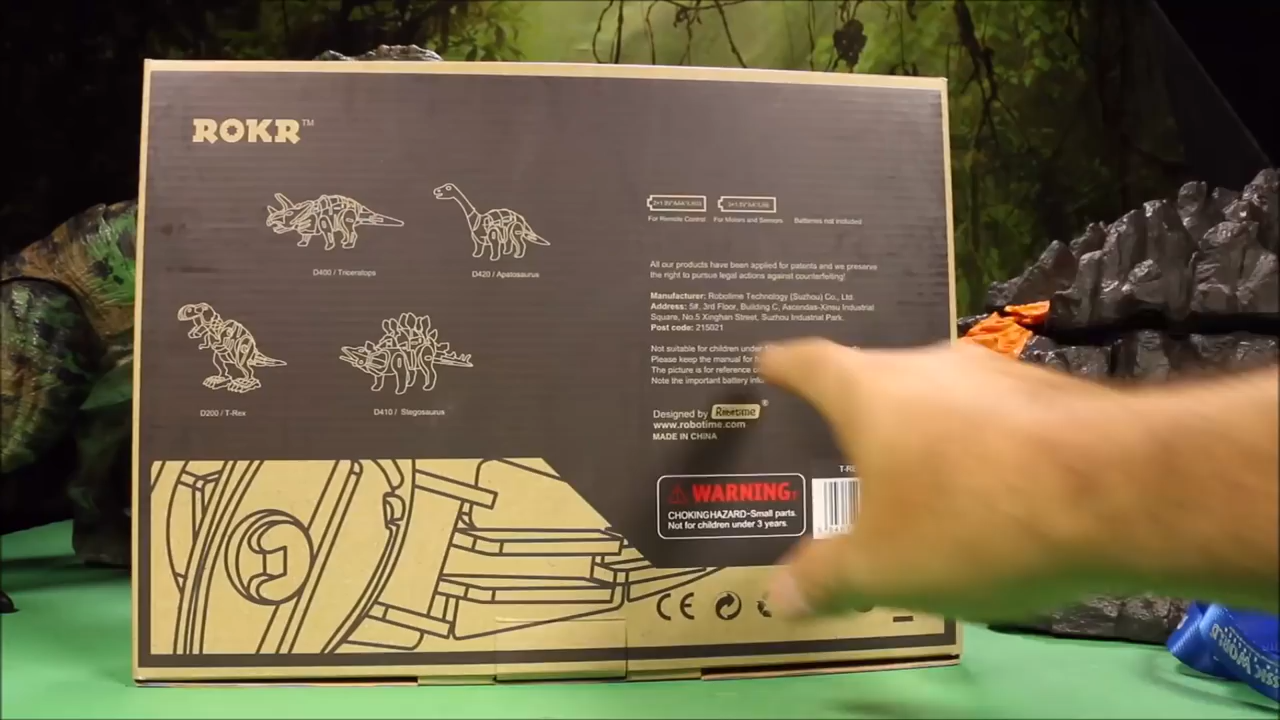 ROKR™
D400 / Triceratops
D420 / Apatosaurus
D200 / T-Rex
D410 / Stegosaurus
For Remote Control
For Motors and Sensors
Batteries not included
All our products have been applied for patents and we preserve
the right to pursue legal actions against counterfeiting!
Manufacturer: Robotime Technology (Suzhou) Co., Ltd.
Address: 5#, 3rd Floor, Building C, Ascendas-Xinsu Industrial
Square, No.5 Xinghan Street, Suzhou Industrial Park.
Post code: 215021
Not suitable for children under
Please keep the manual for
The picture is for reference
Note the important battery
Designed by Robotime®
www.robotime.com
MADE IN CHINA
WARNING:
CHOKING HAZARD-Small parts.
Not for children under 3 years.
CE